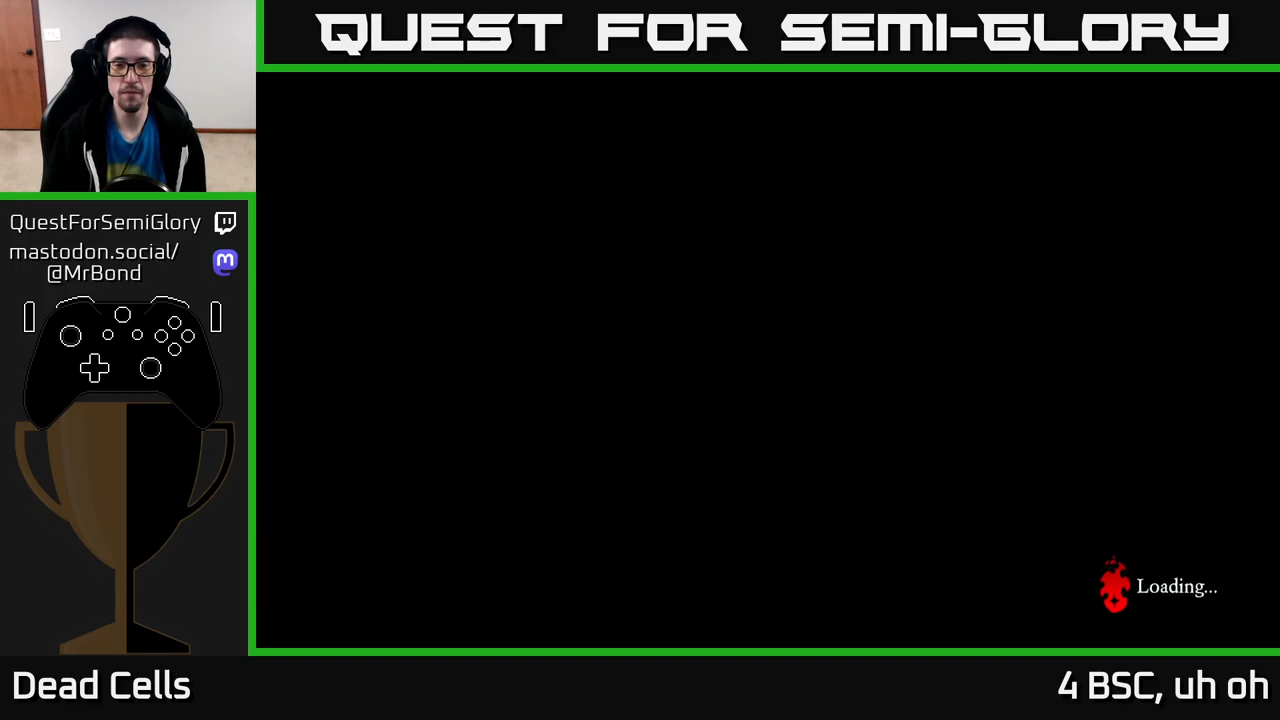 QUEST FOR SEMI-GLORY
QuestForSemiGlory
mastodon.social/
@MrBond
Loading...
Dead Cells
4 BSC, uh oh